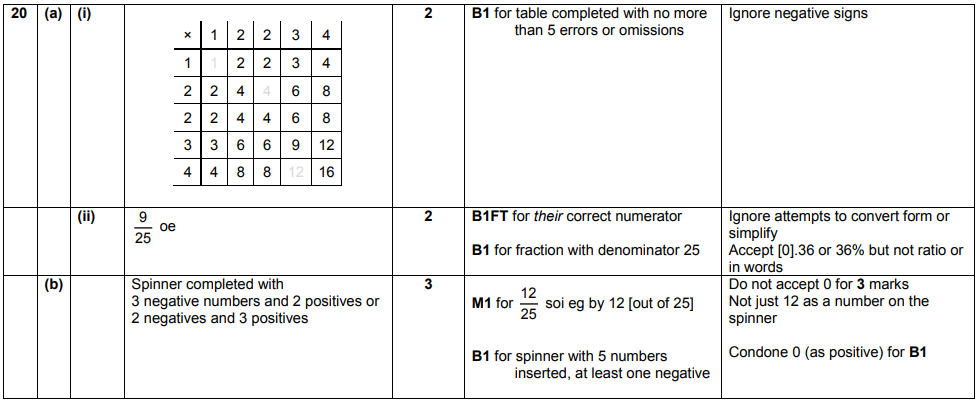 20 (a) (i) 2 B1 for table completed with no more than 5 errors or omissions Ignore negative signs
× 1 2 2 3 4
1 1 2 2 3 4
2 2 4 4 6 8
2 2 4 4 6 8
3 3 6 6 9 12
4 4 8 8 12 16
(ii) 9/25 oe 2 B1FT for their correct numerator
B1 for fraction with denominator 25
Ignore attempts to convert form or
simplify
Accept [0].36 or 36% but not ratio or
in words
(b) Spinner completed with
3 negative numbers and 2 positives or
2 negatives and 3 positives
3
M1 for 12/25 soi eg by 12 [out of 25]
B1 for spinner with 5 numbers
inserted, at least one negative
Do not accept 0 for 3 marks
Not just 12 as a number on the
spinner
Condone 0 (as positive) for B1